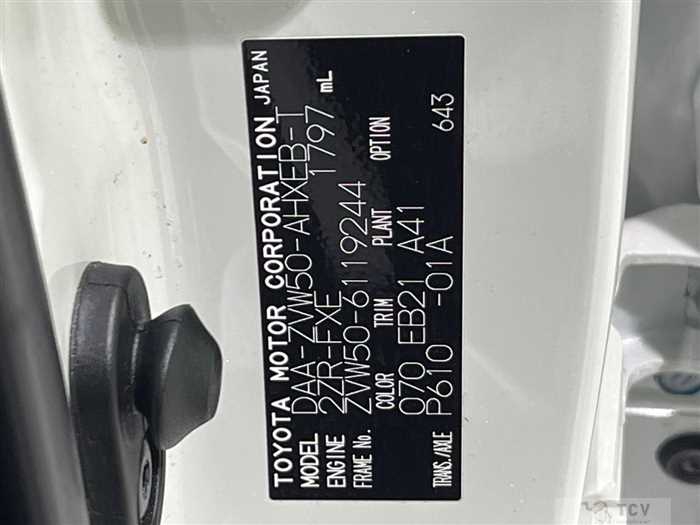 TOYOTA MOTOR CORPORATION JAPAN
MODEL DAA-ZVW50-AHXEB-T
ENGINE 2ZR-FXE 1797 mL
FRAME No. ZVW50-6119244
COLOR TRIM PLANT OPTION
070 EB21 A41 643
TRANS./AXLE P610 -01A
TCV